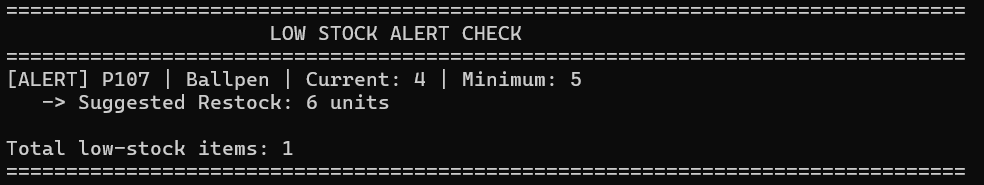 ================================================================================
LOW STOCK ALERT CHECK
================================================================================
[ALERT] P107 | Ballpen | Current: 4 | Minimum: 5
-> Suggested Restock: 6 units
Total low-stock items: 1
================================================================================